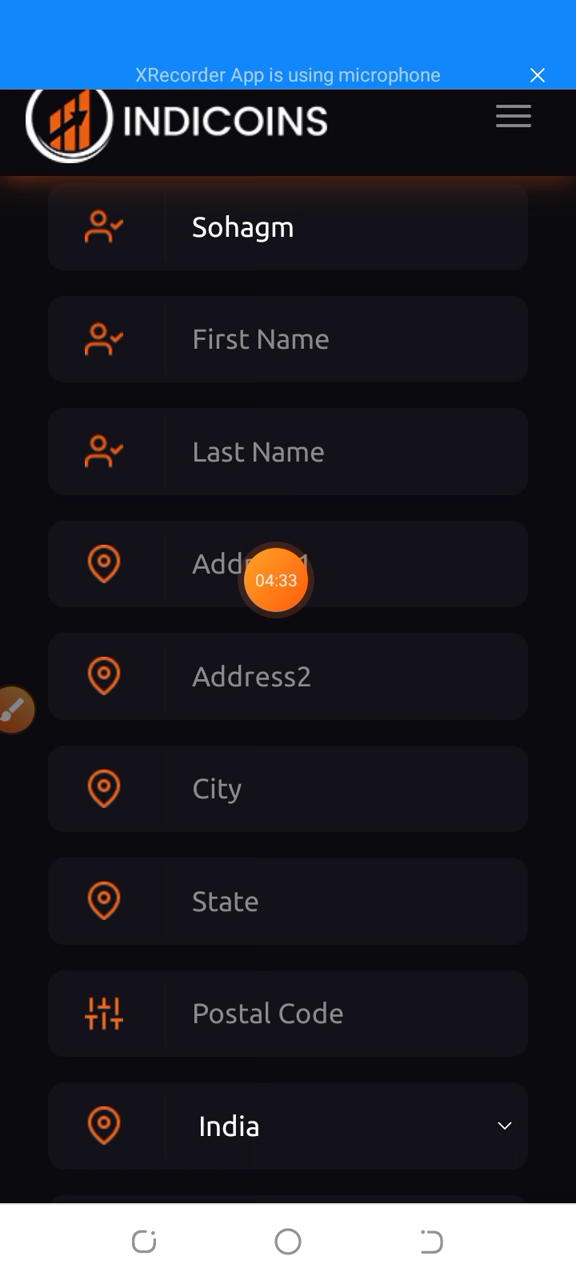 XRecorder App is using microphone
INDICOINS
Sohagm
First Name
Last Name
04:33
Address2
City
State
Postal Code
India